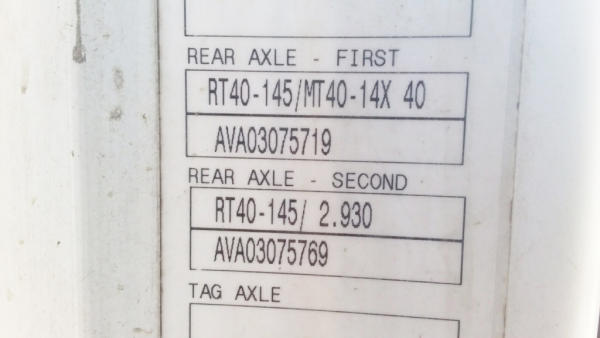 REAR AXLE - FIRST
RT40-145/MT40-14X 40
AVA03075719
REAR AXLE - SECOND
RT40-145/ 2.930
AVA03075769
TAG AXLE